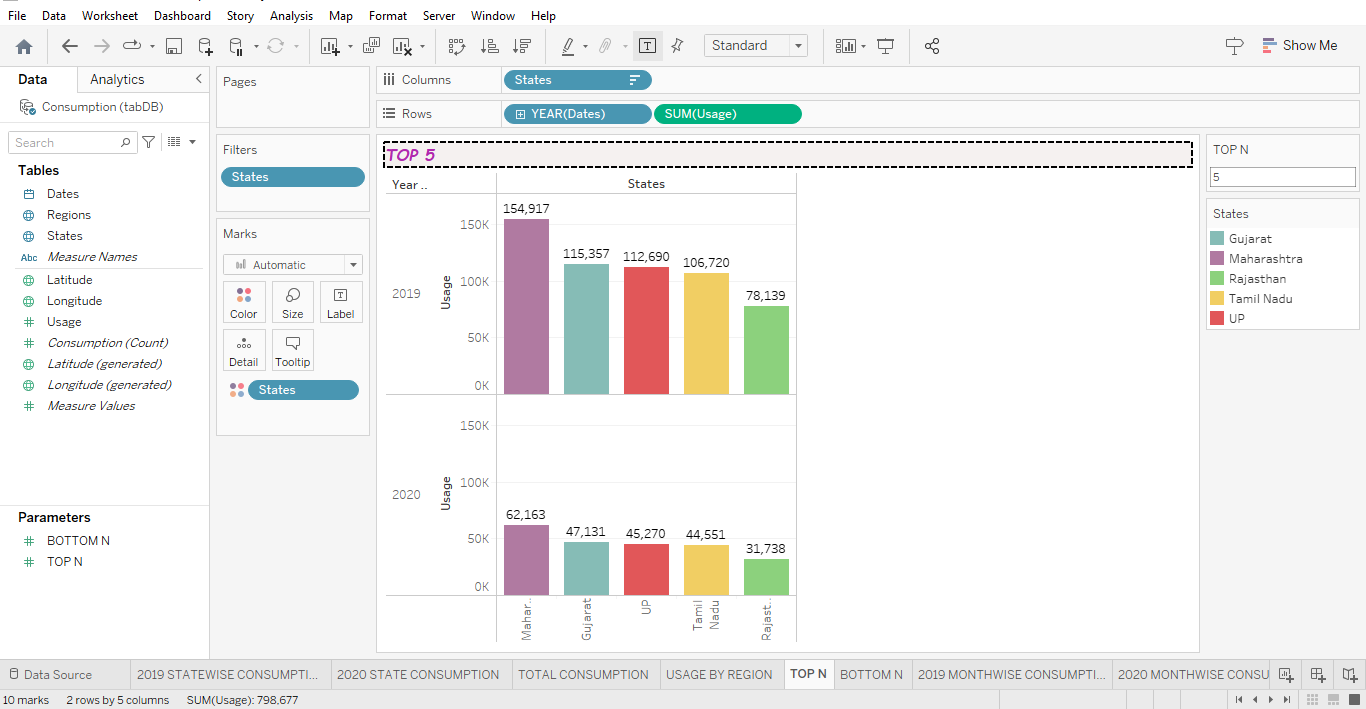 File Data Worksheet Dashboard Story Analysis Map Format Server Window Help
Standard
Show Me
Data Analytics
Consumption (tabDB)
Search
Tables
Dates
Regions
States
Abc Measure Names
Latitude
Longitude
Usage
Consumption (Count)
Latitude (generated)
Longitude (generated)
Measure Values
Parameters
BOTTOM N
TOP N
Pages
Filters
States
Marks
Automatic
Color Size Label
Detail Tooltip
States
Columns States
Rows YEAR(Dates) SUM(Usage)
TOP 5
Year .. States
2019
Usage
150K
100K
50K
0K
154,917
115,357
112,690
106,720
78,139
2020
Usage
150K
100K
50K
0K
62,163
47,131
45,270
44,551
31,738
Mahar..
Gujarat
UP
Tamil
Nadu
Rajast..
TOP N
5
States
Gujarat
Maharashtra
Rajasthan
Tamil Nadu
UP
Data Source 2019 STATEWISE CONSUMPTI... 2020 STATE CONSUMPTION TOTAL CONSUMPTION USAGE BY REGION TOP N BOTTOM N 2019 MONTHWISE CONSUMPTI... 2020 MONTHWISE CONSU
10 marks 2 rows by 5 columns SUM(Usage): 798,677